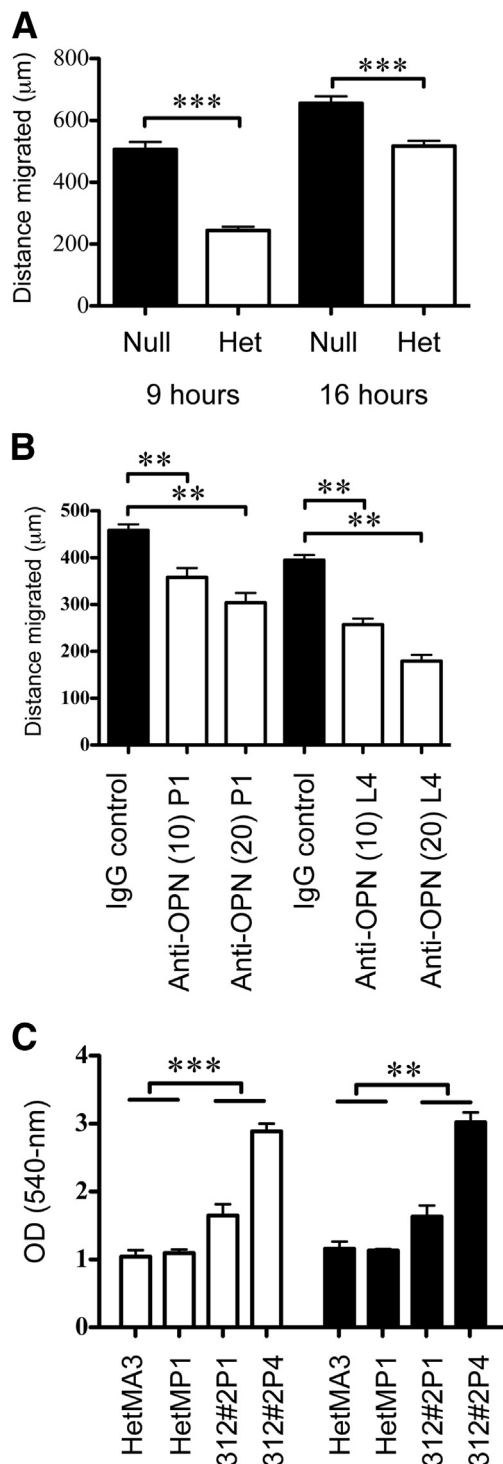 A
Distance migrated (μm)
800
600
400
200
0
***
***
Null Het Null Het
9 hours 16 hours
B
Distance migrated (μm)
500
400
300
200
100
0
**
**
**
**
IgG control
Anti-OPN (10) P1
Anti-OPN (20) P1
IgG control
Anti-OPN (10) L4
Anti-OPN (20) L4
C
OD (540-nm)
4
3
2
1
0
***
**
HetMA3
HetMP1
312#2P1
312#2P4
HetMA3
HetMP1
312#2P1
312#2P4